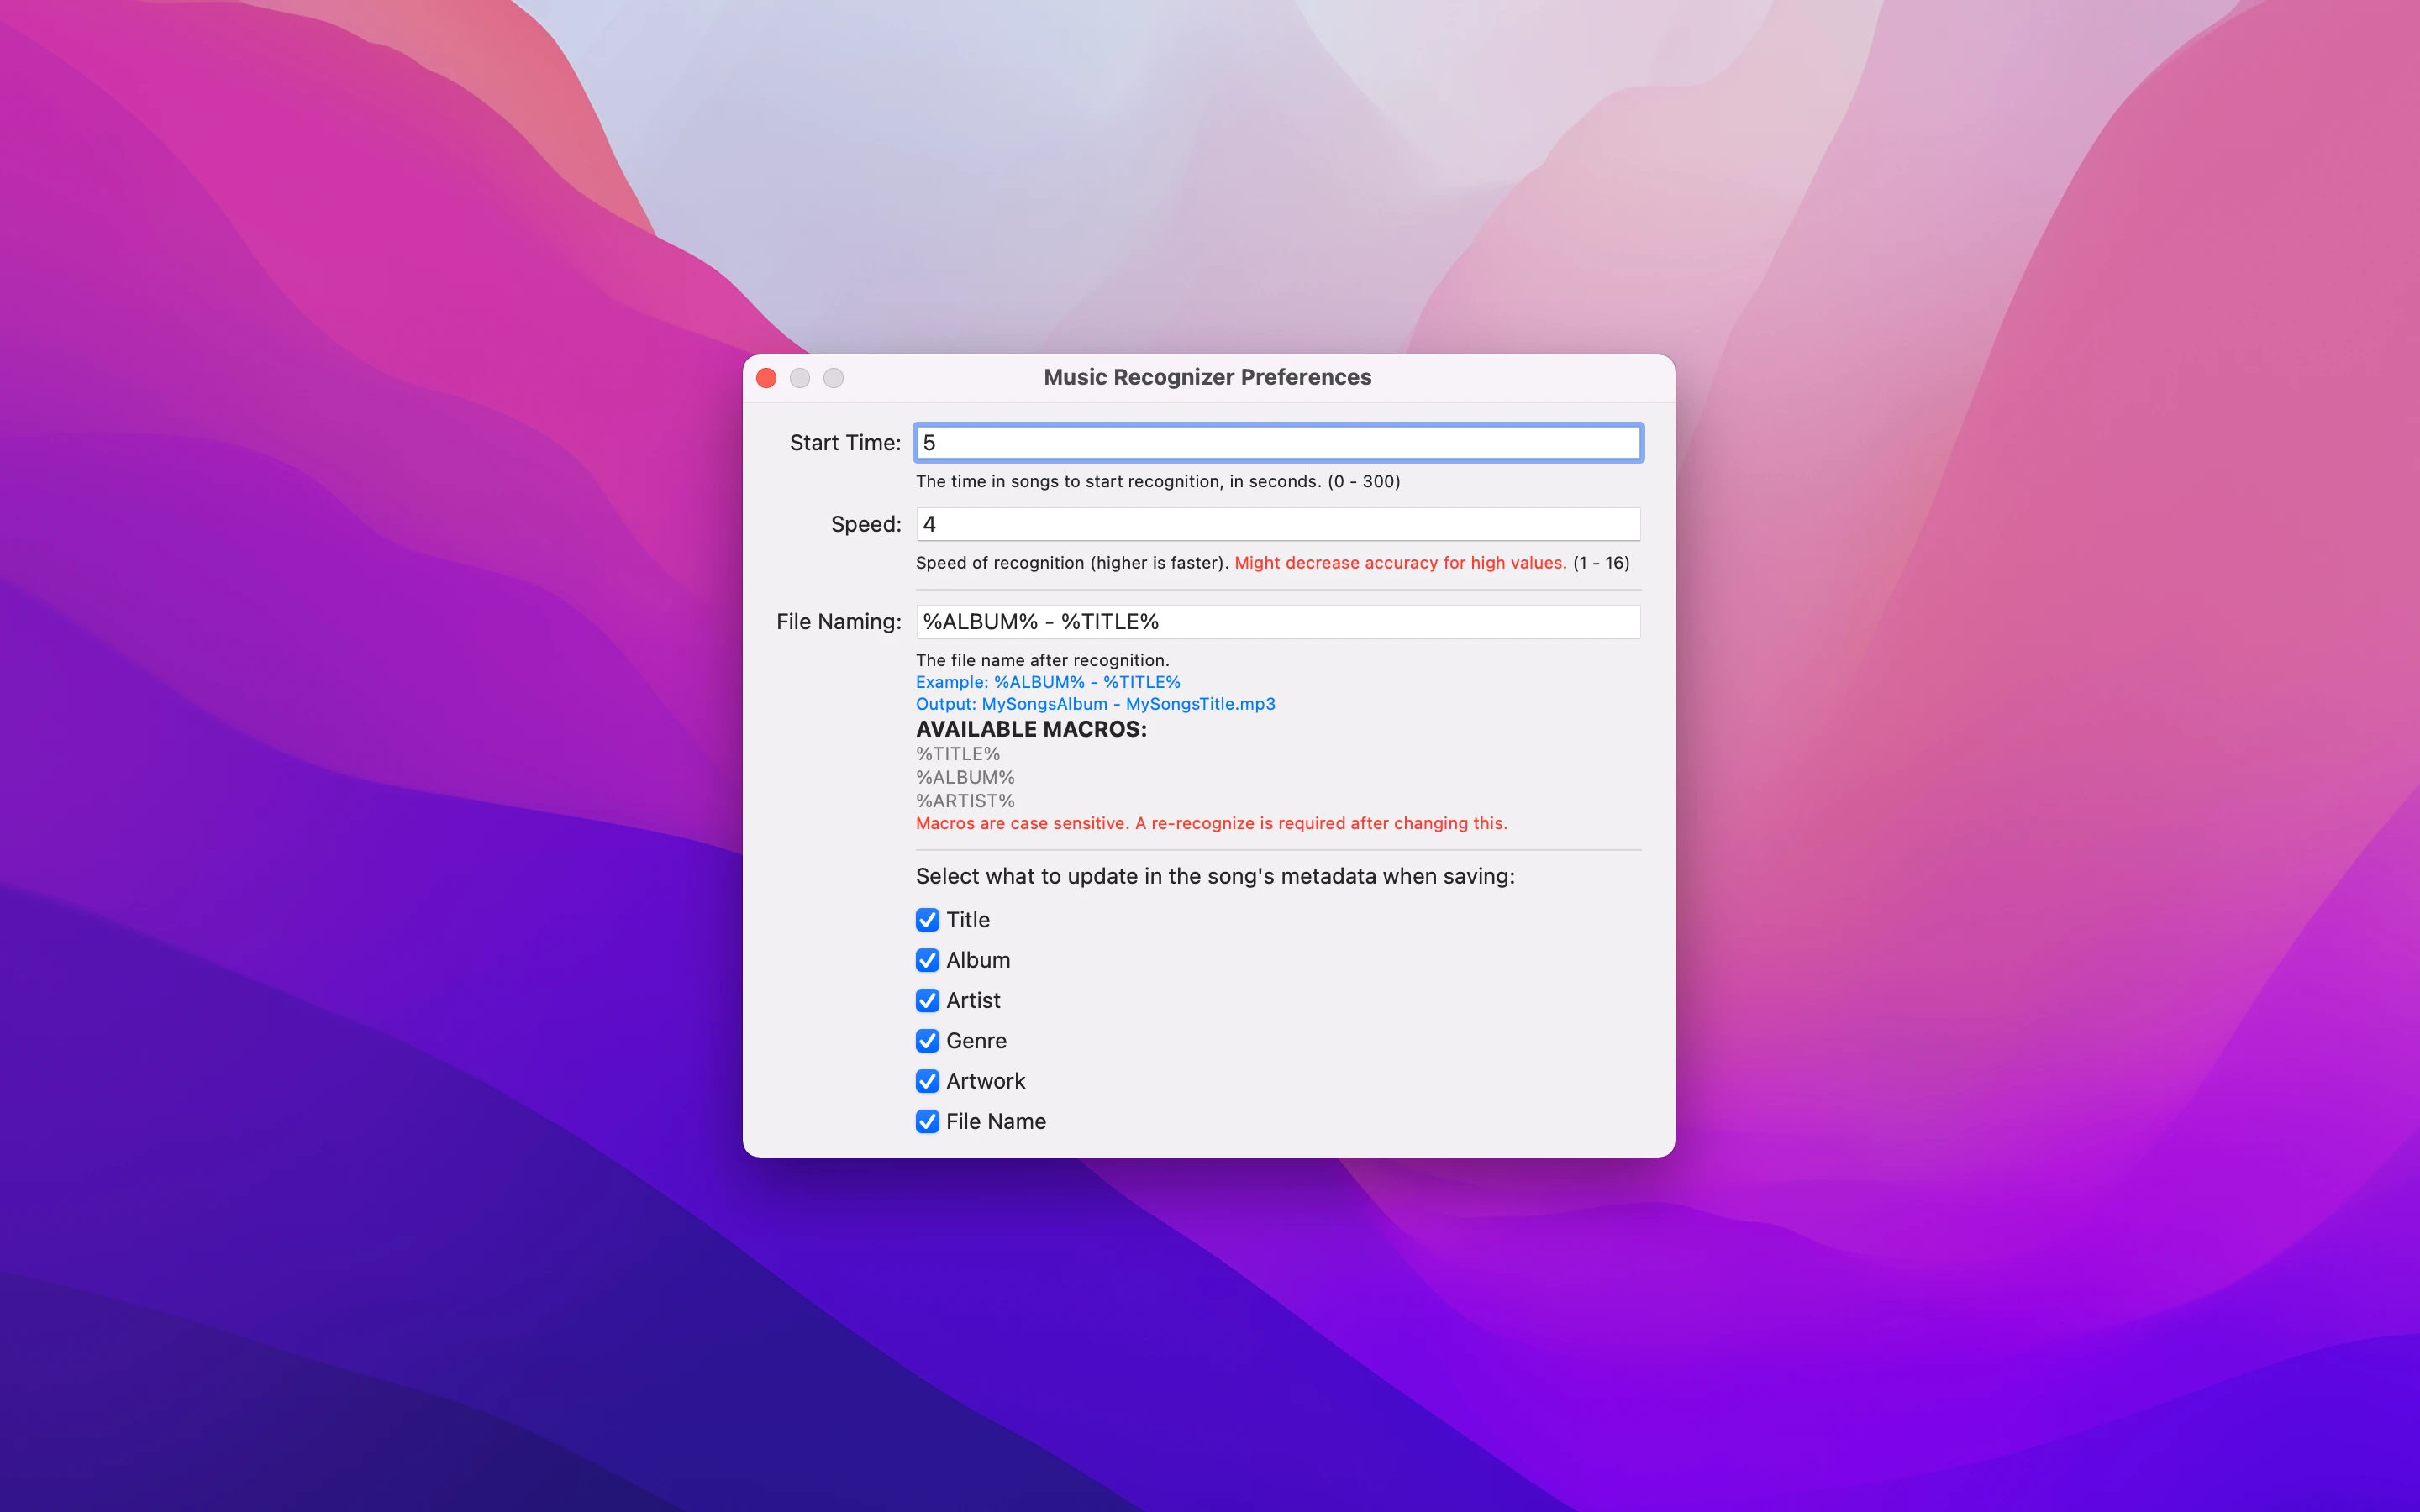 Music Recognizer Preferences
Start Time: 5
The time in songs to start recognition, in seconds. (0 - 300)
Speed: 4
Speed of recognition (higher is faster). Might decrease accuracy for high values. (1 - 16)
File Naming: %ALBUM% - %TITLE%
The file name after recognition.
Example: %ALBUM% - %TITLE%
Output: MySongsAlbum - MySongsTitle.mp3
AVAILABLE MACROS:
%TITLE%
%ALBUM%
%ARTIST%
Macros are case sensitive. A re-recognize is required after changing this.
Select what to update in the song's metadata when saving:
Title
Album
Artist
Genre
Artwork
File Name